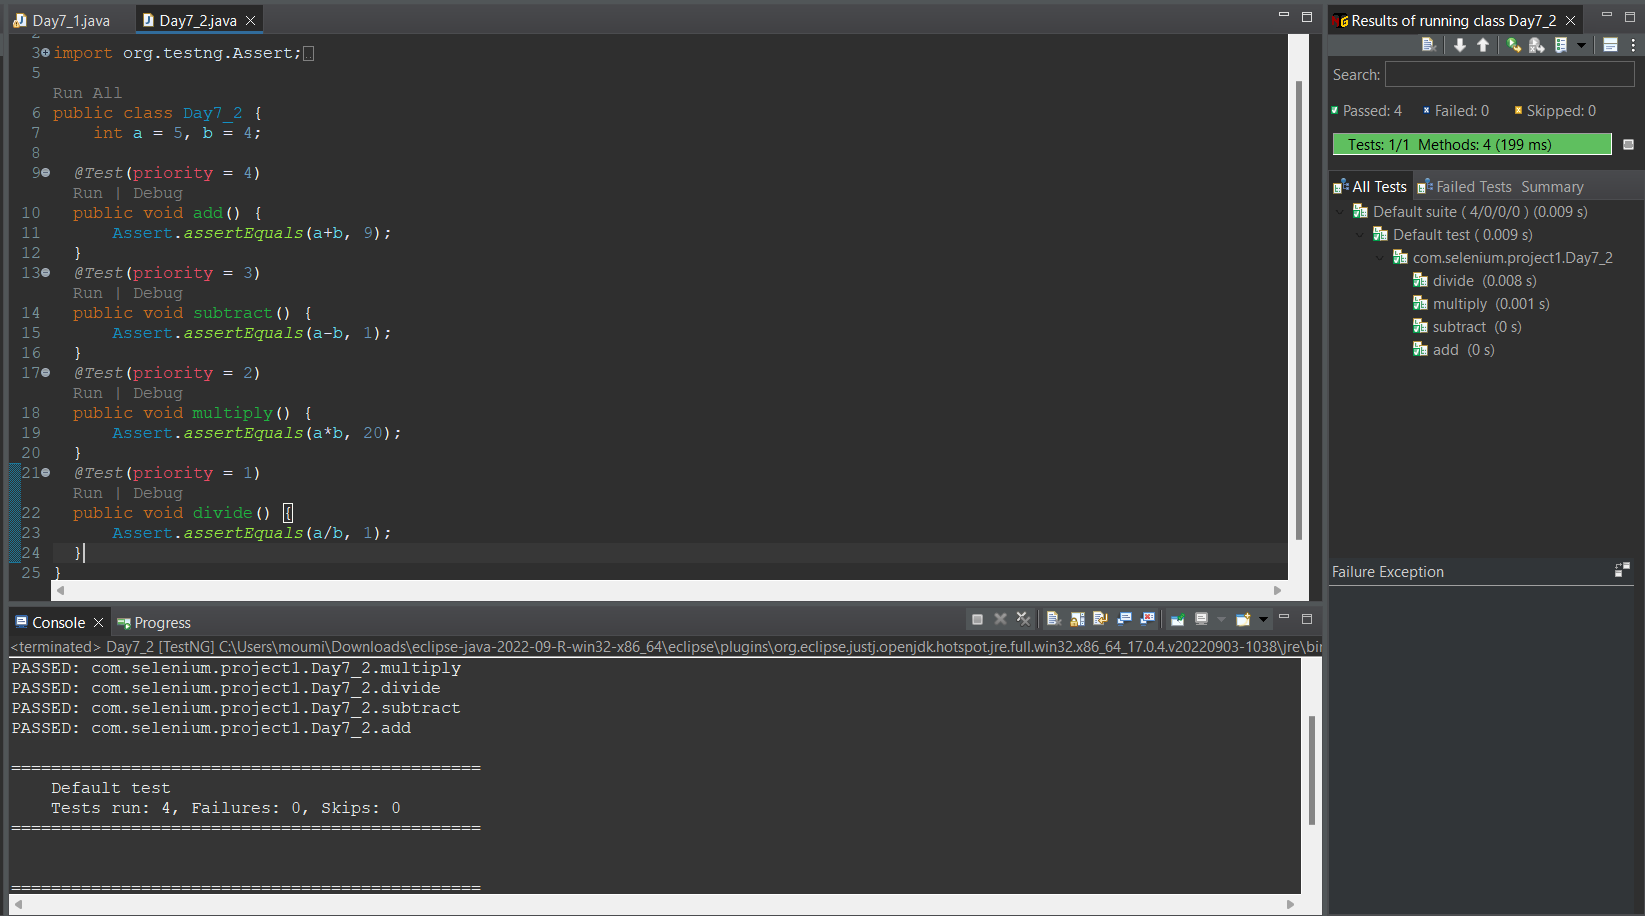 Day7_1.java
Day7_2.java
2
3 import org.testng.Assert;
5
Run All
6 public class Day7_2 {
7 int a = 5, b = 4;
8
9 @Test(priority = 4)
Run | Debug
10 public void add() {
11 Assert.assertEquals(a+b, 9);
12 }
13 @Test(priority = 3)
Run | Debug
14 public void subtract() {
15 Assert.assertEquals(a-b, 1);
16 }
17 @Test(priority = 2)
Run | Debug
18 public void multiply() {
19 Assert.assertEquals(a*b, 20);
20 }
21 @Test(priority = 1)
Run | Debug
22 public void divide() {
23 Assert.assertEquals(a/b, 1);
24 }
25 }
Console
Progress
<terminated> Day7_2 [TestNG] C:\Users\moumi\Downloads\eclipse-java-2022-09-R-win32-x86_64\eclipse\plugins\org.eclipse.justj.openjdk.hotspot.jre.full.win32.x86_64_17.0.4.v20220903-1038\jre\bin
PASSED: com.selenium.project1.Day7_2.multiply
PASSED: com.selenium.project1.Day7_2.divide
PASSED: com.selenium.project1.Day7_2.subtract
PASSED: com.selenium.project1.Day7_2.add
===============================================
Default test
Tests run: 4, Failures: 0, Skips: 0
===============================================
===============================================
Results of running class Day7_2
Search:
Passed: 4 Failed: 0 Skipped: 0
Tests: 1/1 Methods: 4 (199 ms)
All Tests Failed Tests Summary
Default suite ( 4/0/0/0 ) (0.009 s)
Default test ( 0.009 s)
com.selenium.project1.Day7_2
divide (0.008 s)
multiply (0.001 s)
subtract (0 s)
add (0 s)
Failure Exception